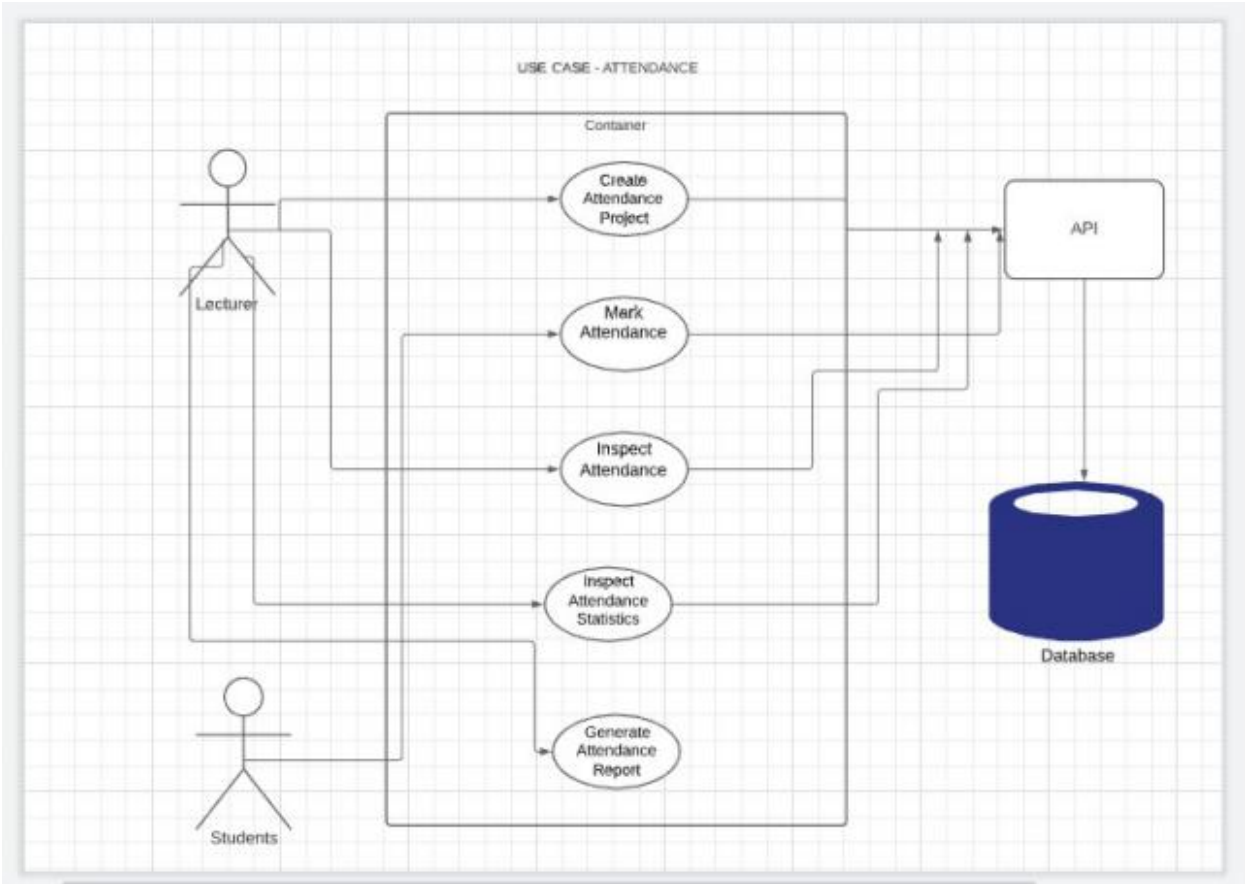 USE CASE - ATTENDANCE
Container
Create
Attendance
Project
API
Lecturer
Mark
Attendance
Inspect
Attendance
Inspect
Attendance
Statistics
Database
Generate
Attendance
Report
Students